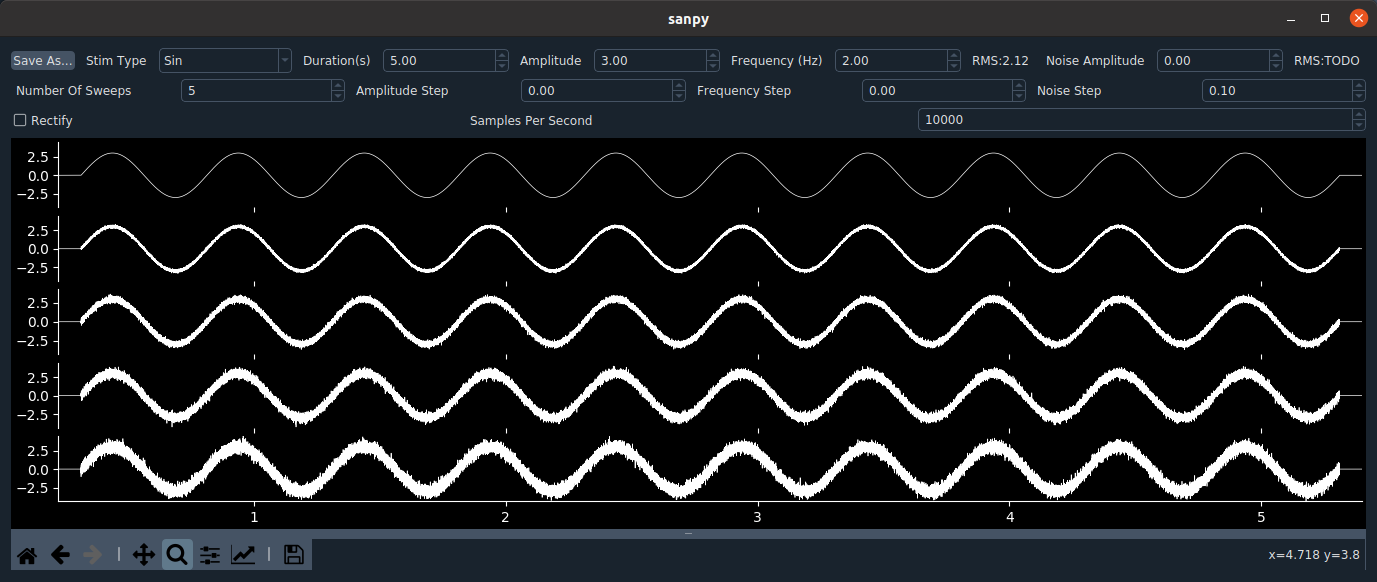 sanpy
Save As... Stim Type Sin Duration(s) 5.00 Amplitude 3.00 Frequency (Hz) 2.00 RMS:2.12 Noise Amplitude 0.00 RMS:TODO
Number Of Sweeps 5 Amplitude Step 0.00 Frequency Step 0.00 Noise Step 0.10
Rectify Samples Per Second 10000
2.5
0.0
−2.5
2.5
0.0
−2.5
2.5
0.0
−2.5
2.5
0.0
−2.5
2.5
0.0
−2.5
1 2 3 4 5
x=4.718 y=3.8